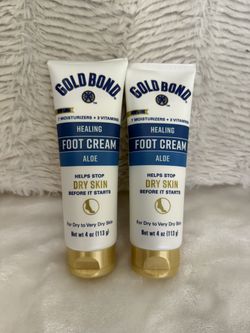 GOLD BOND
7 MOISTURIZERS + 3 VITAMINS
HEALING
FOOT CREAM
ALOE
HELPS STOP
DRY SKIN
BEFORE IT STARTS
For Dry to Very Dry Skin
Net wt 4 oz (113 g)
GOLD BOND
7 MOISTURIZERS + 3 VITAMINS
HEALING
FOOT CREAM
ALOE
HELPS STOP
DRY SKIN
BEFORE IT STARTS
For Dry to Very Dry Skin
Net wt 4 oz (113 g)